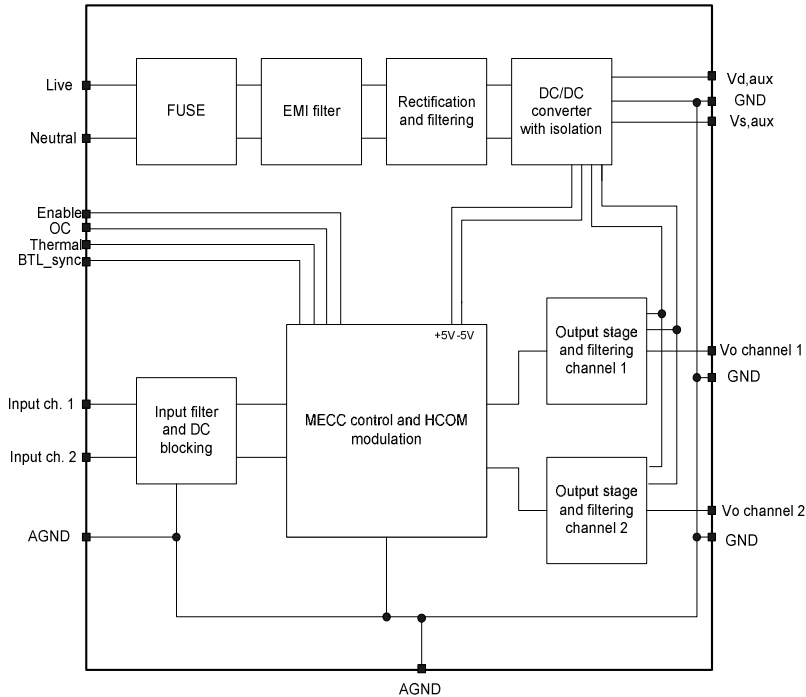 Live
Neutral
FUSE
EMI filter
Rectification
and filtering
DC/DC
converter
with isolation
Vd,aux
GND
Vs,aux
Enable
OC
Thermal
BTL_sync
+5V-5V
MECC control and HCOM
modulation
Output stage
and filtering
channel 1
Vo channel 1
GND
Input ch. 1
Input ch. 2
Input filter
and DC
blocking
Output stage
and filtering
channel 2
Vo channel 2
GND
AGND
AGND